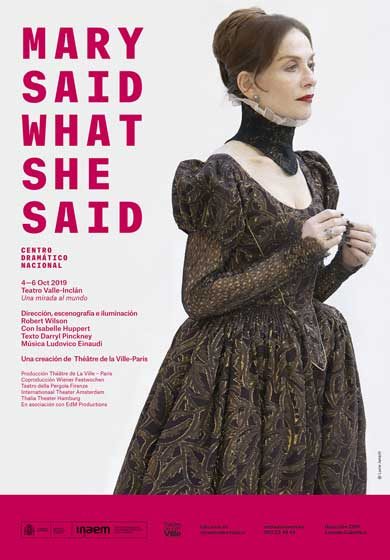 MARY
SAID
WHAT
SHE
SAID
CENTRO
DRAMÁTICO
NACIONAL
4—6 Oct 2019
Teatro Valle-Inclán
Una mirada al mundo
Dirección, escenografía e iluminación
Robert Wilson
Con Isabelle Huppert
Texto Darryl Pinckney
Música Ludovico Einaudi
Una creación de Théâtre de la Ville-Paris
Producción Théâtre de La Ville – Paris
Coproducción Wiener Festwochen
Teatro della Pergola Firenze
Internationaal Theater Amsterdam
Thalia Theater Hamburg
En asociación con EdM Productions
inaem
Ville